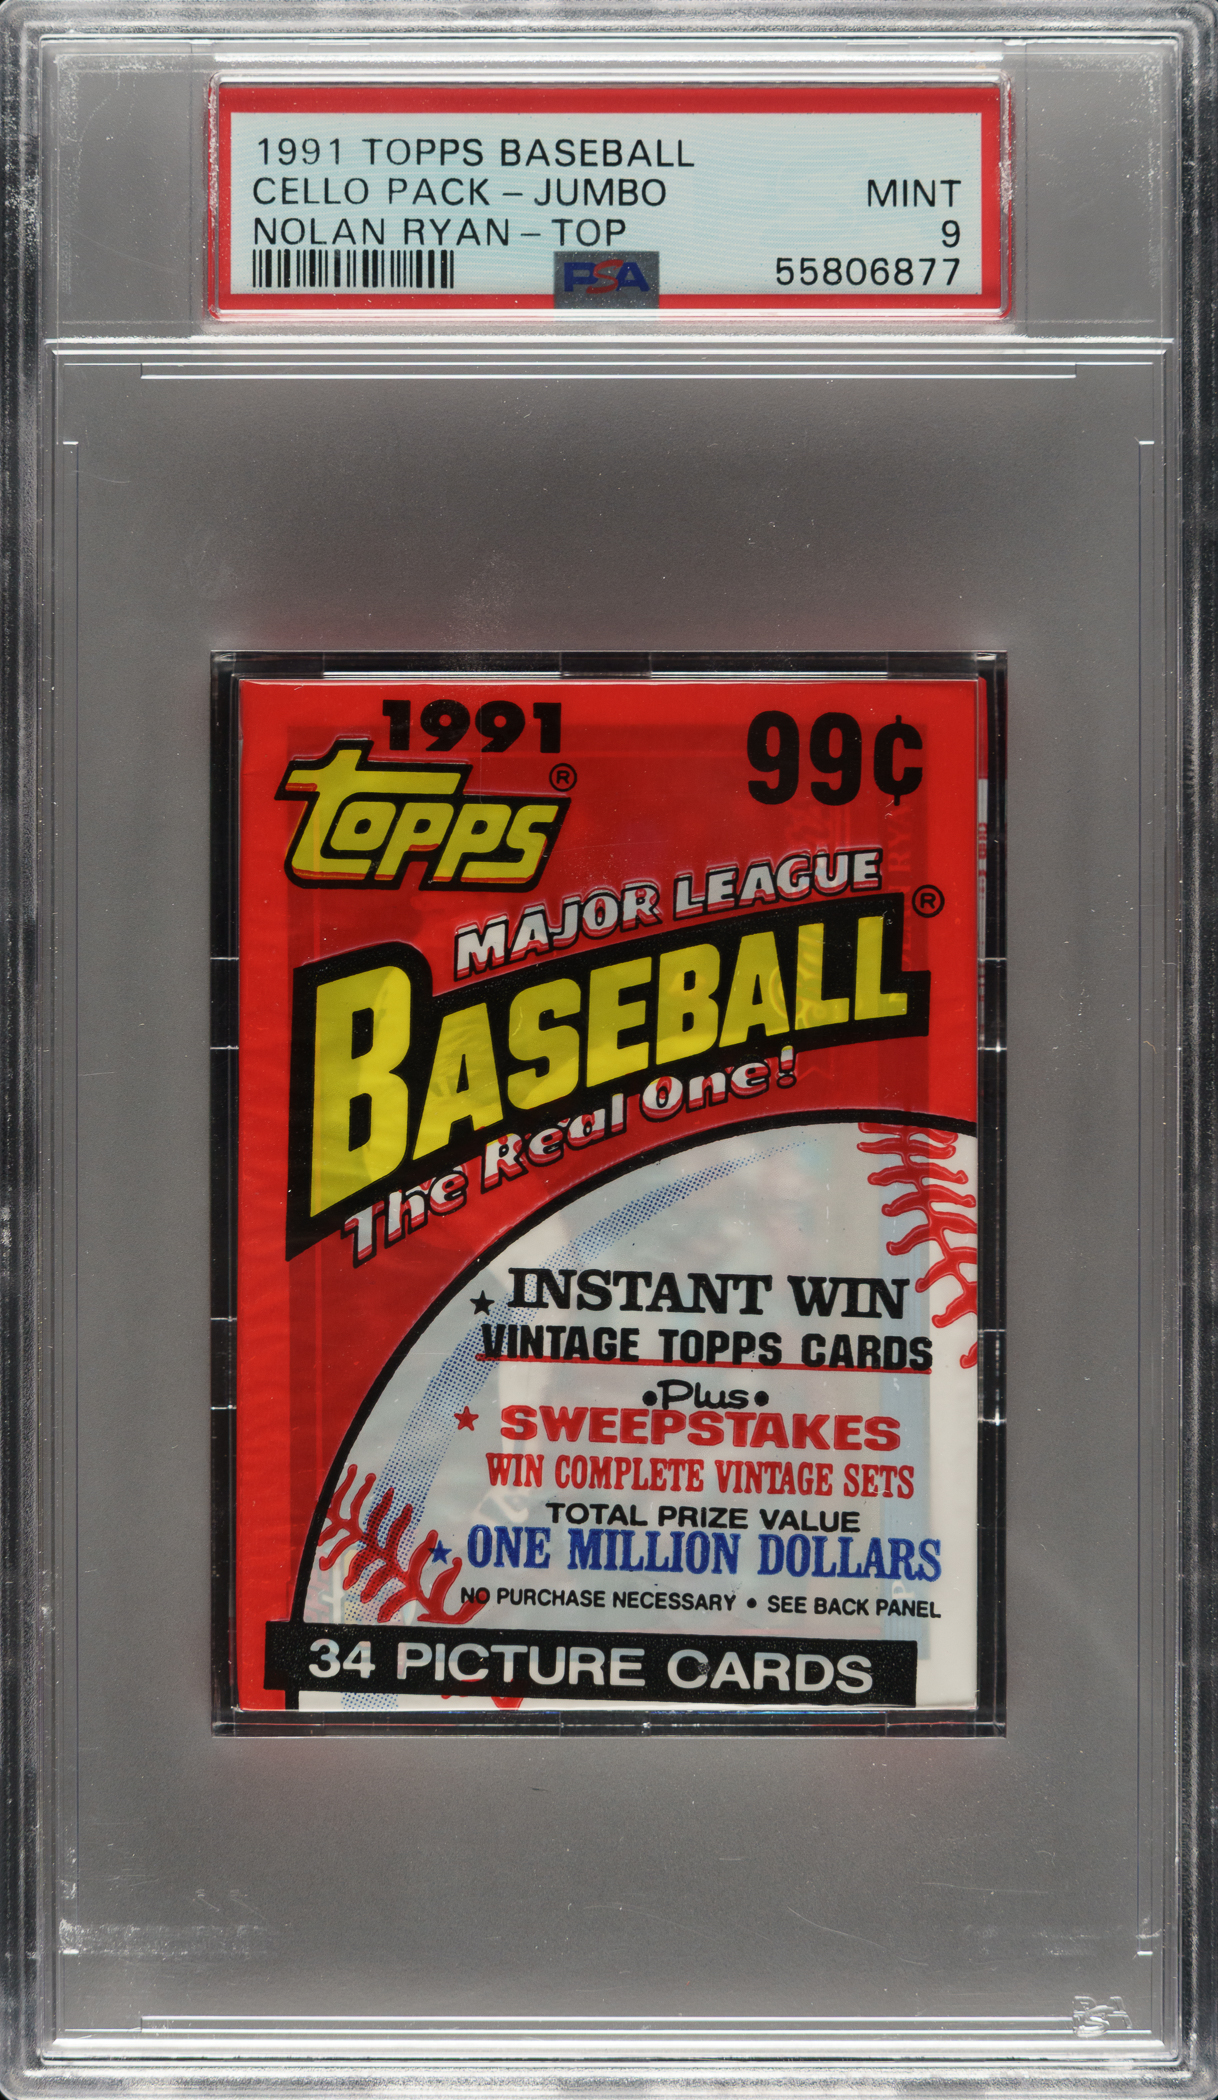 1991 TOPPS BASEBALL
CELLO PACK – JUMBO MINT
NOLAN RYAN – TOP 9
PSA 55806877
1991 99¢
Topps®
MAJOR LEAGUE
BASEBALL®
The Real One!
★ INSTANT WIN
VINTAGE TOPPS CARDS
•Plus•
★ SWEEPSTAKES
WIN COMPLETE VINTAGE SETS
TOTAL PRIZE VALUE
★ ONE MILLION DOLLARS
NO PURCHASE NECESSARY • SEE BACK PANEL
34 PICTURE CARDS
PSA